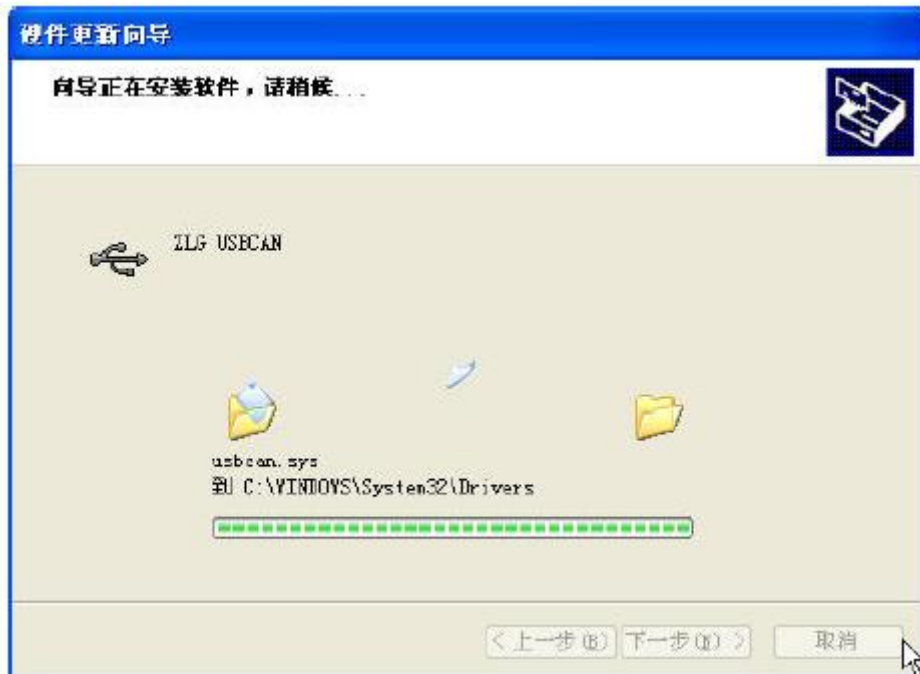 硬件更新向导
向导正在安装软件，请稍候...
ZLG USBCAN
usbcan.sys
到 C:\WINDOWS\System32\Drivers
< 上一步(B) 下一步(N) > 取消